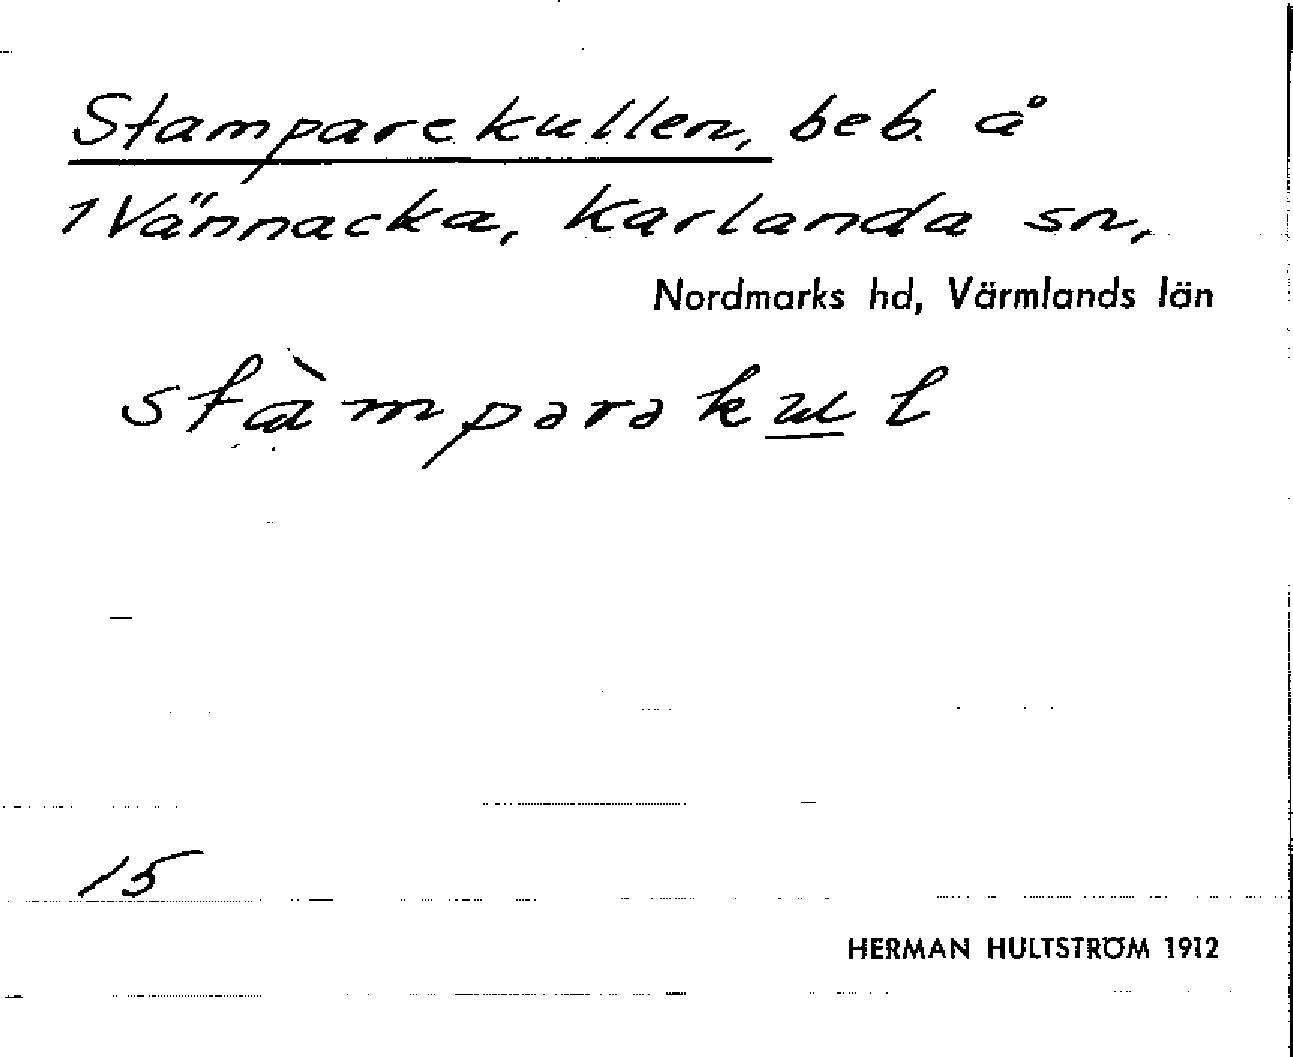 Stamparekullen, beb. å
1 Vännacka, Karlanda sn,
Nordmarks hd, Värmlands län
stàmpərəkul
15
HERMAN HULTSTRÖM 1912